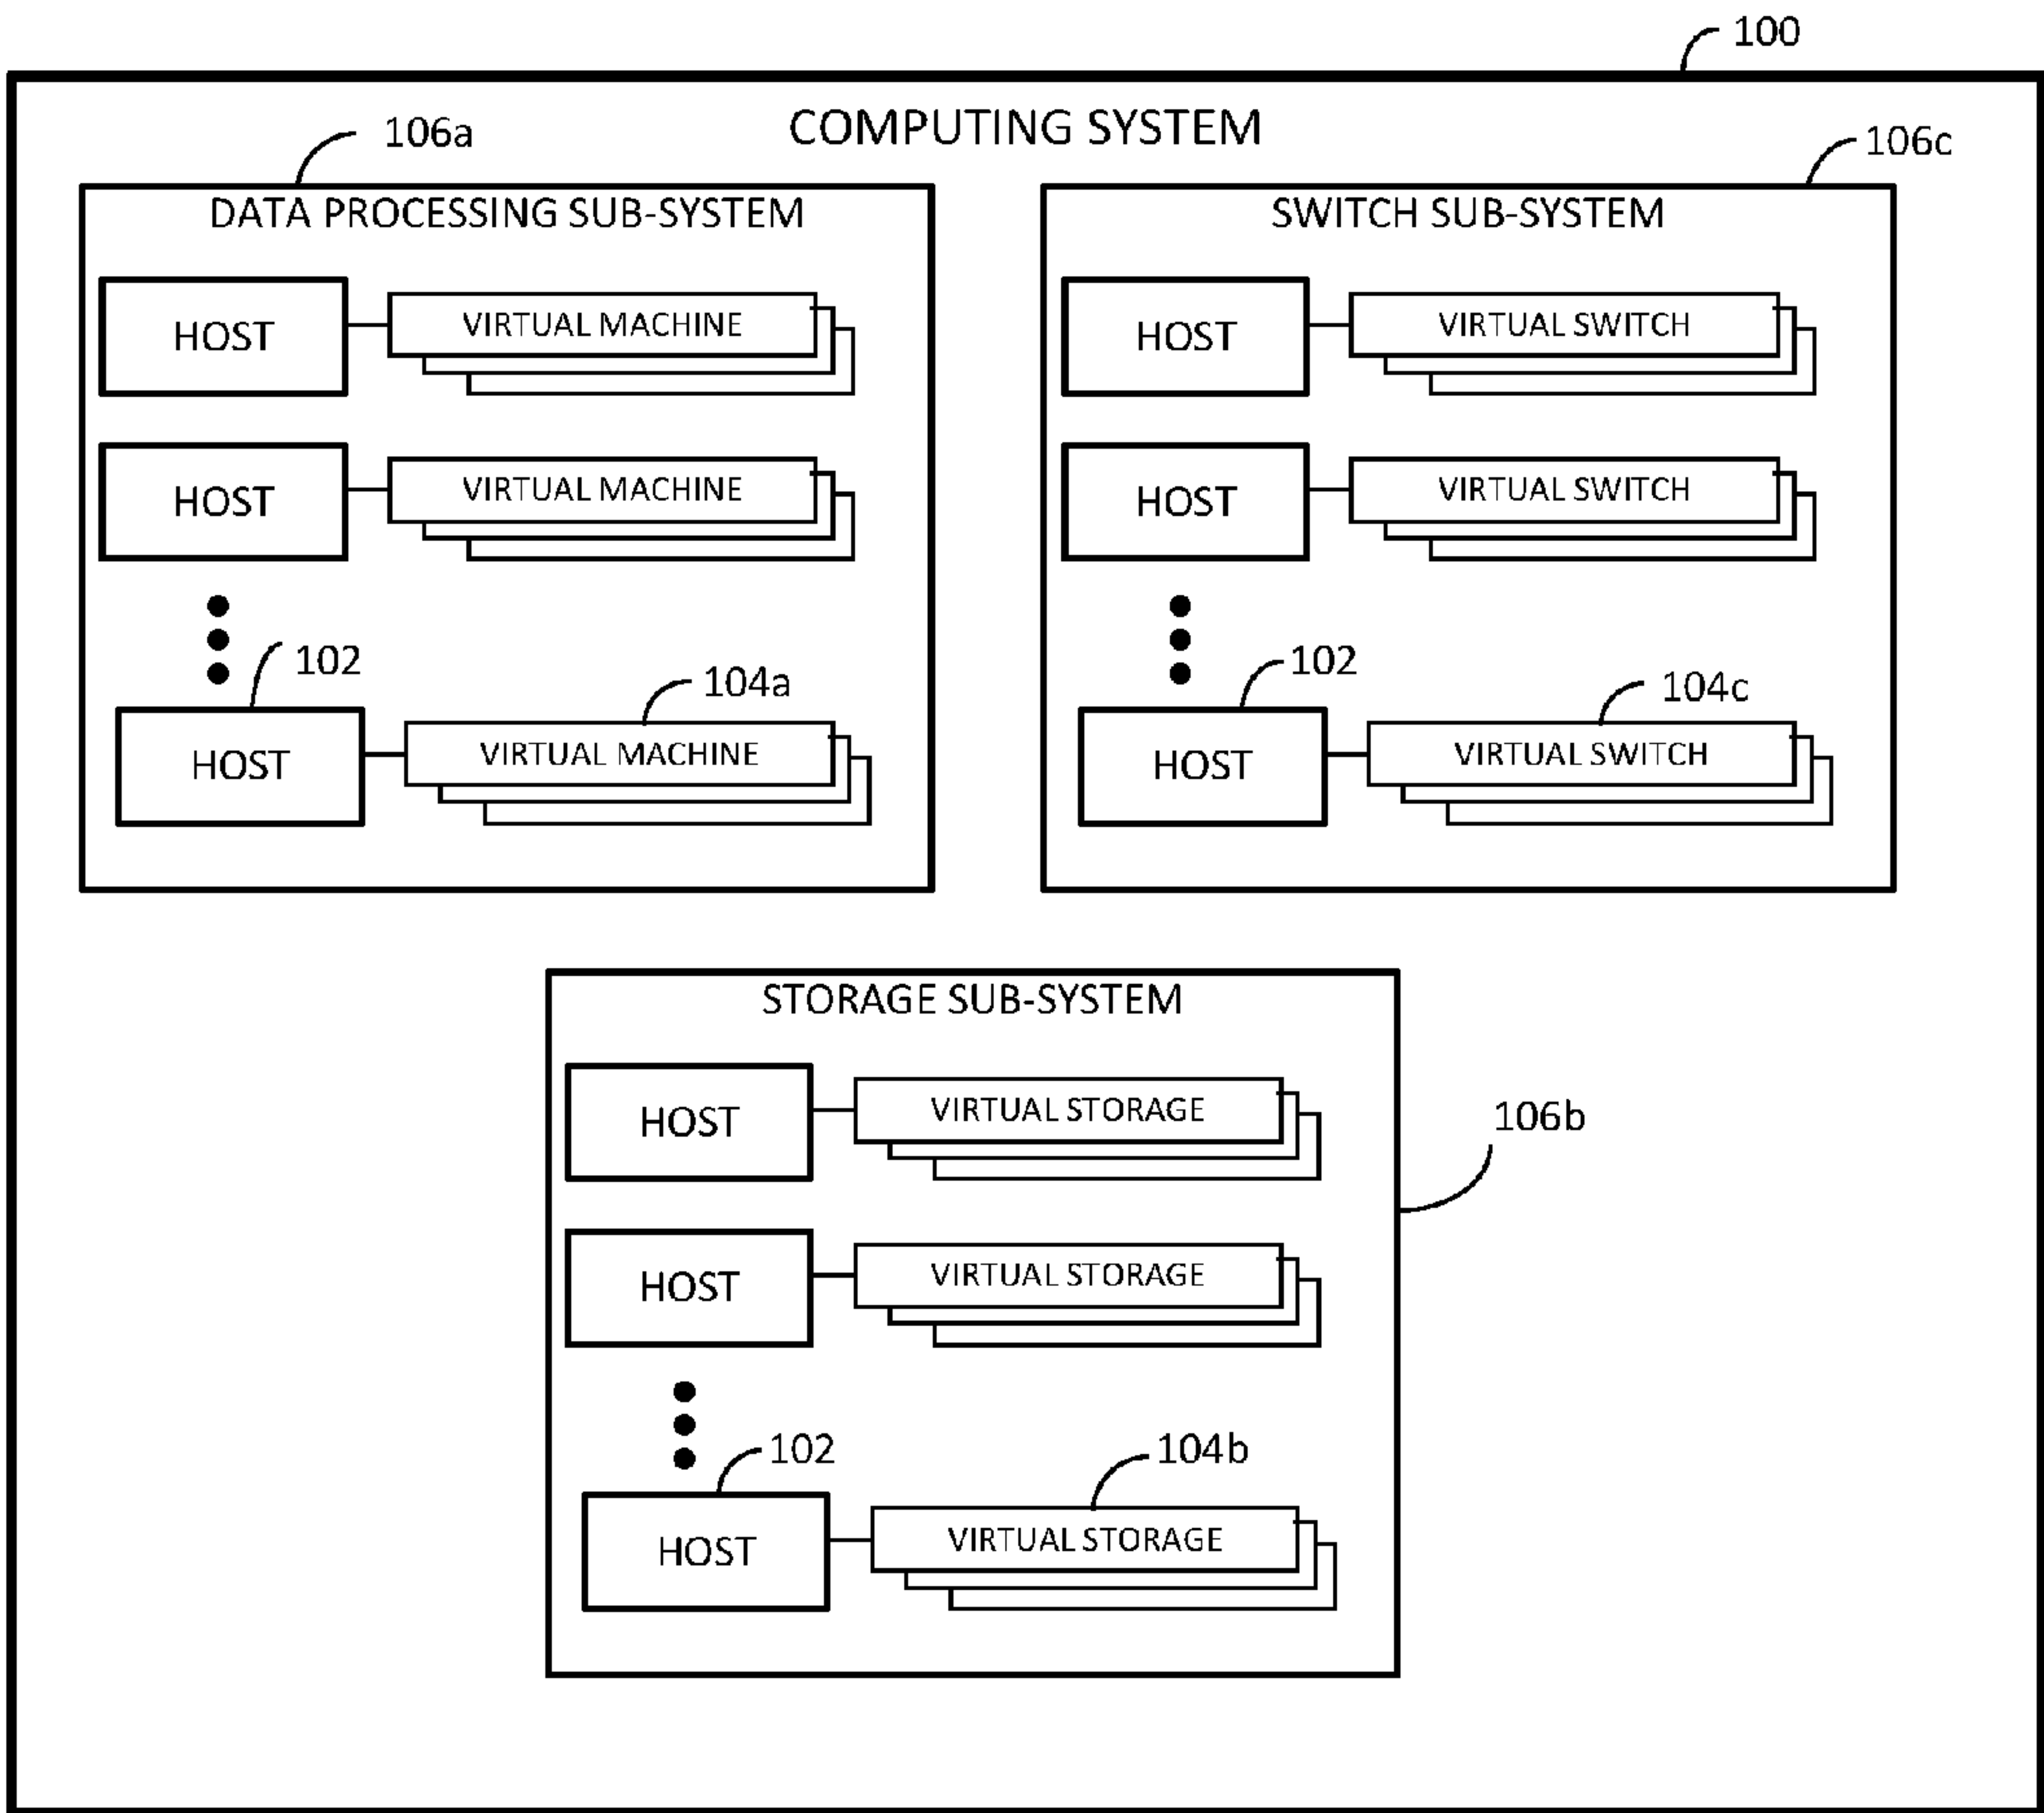 100
COMPUTING SYSTEM
106a
DATA PROCESSING SUB-SYSTEM
HOST
VIRTUAL MACHINE
HOST
VIRTUAL MACHINE
102
104a
HOST
VIRTUAL MACHINE
106c
SWITCH SUB-SYSTEM
HOST
VIRTUAL SWITCH
HOST
VIRTUAL SWITCH
102
104c
HOST
VIRTUAL SWITCH
STORAGE SUB-SYSTEM
106b
HOST
VIRTUAL STORAGE
HOST
VIRTUAL STORAGE
102
104b
HOST
VIRTUAL STORAGE